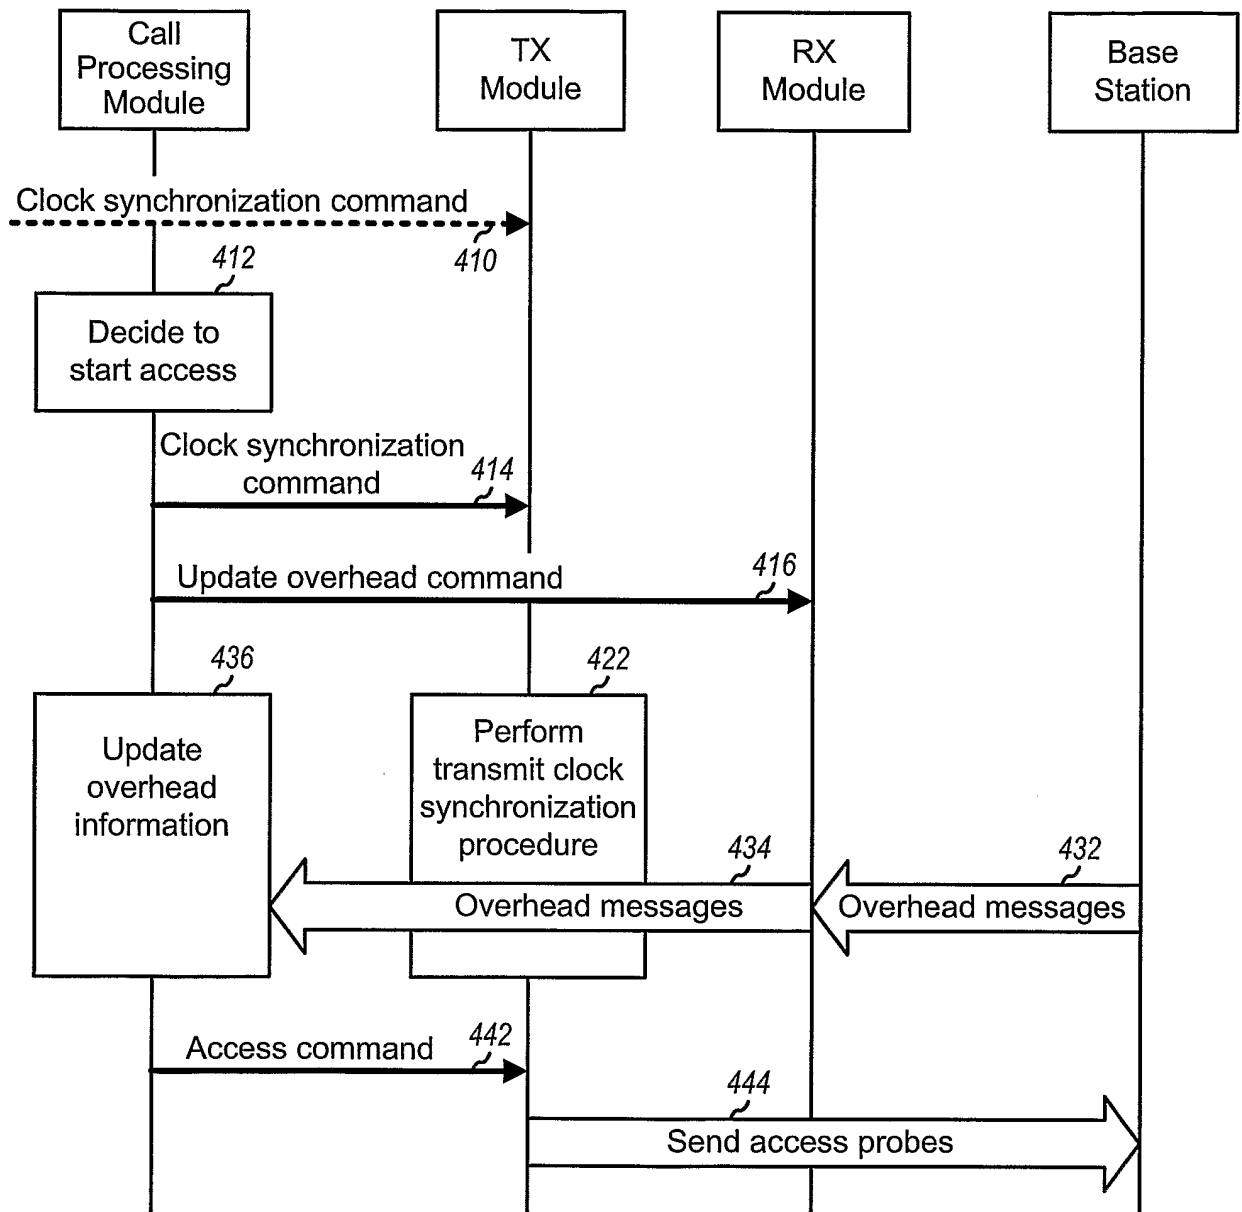 Call
Processing
Module
TX
Module
RX
Module
Base
Station
Clock synchronization command
410
412
Decide to
start access
Clock synchronization
command
414
Update overhead command
416
436
422
Update
overhead
information
Perform
transmit clock
synchronization
procedure
434
432
Overhead messages
Overhead messages
Access command
442
444
Send access probes